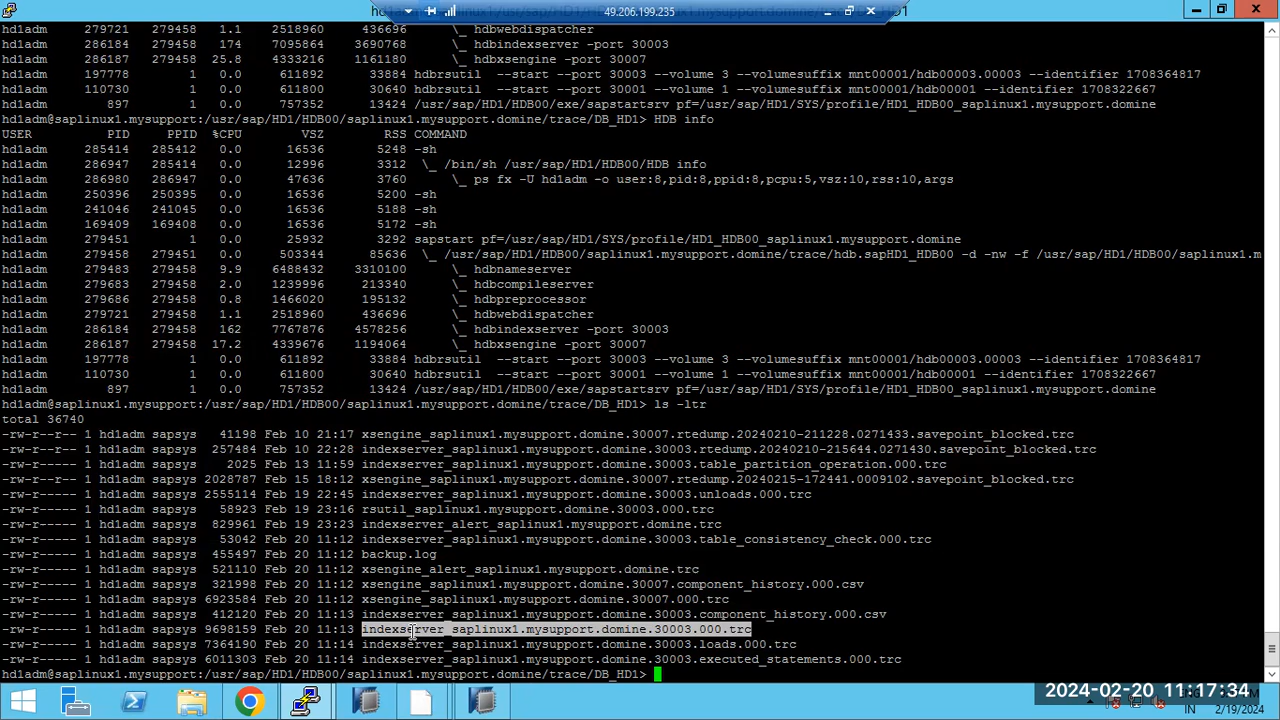 49.206.199.235
hd1adm 279721 279458 1.1 2518960 436696 \_ hdbwebdispatcher
hd1adm 286184 279458 174 7095864 3690768 \_ hdbindexserver -port 30003
hd1adm 286187 279458 25.8 4333216 1161180 \_ hdbxsengine -port 30007
hd1adm 197778 1 0.0 611892 33884 hdbrsutil --start --port 30003 --volume 3 --volumesuffix mnt00001/hdb00003.00003 --identifier 1708364817
hd1adm 110730 1 0.0 611800 30640 hdbrsutil --start --port 30001 --volume 1 --volumesuffix mnt00001/hdb00001 --identifier 1708322667
hd1adm 897 1 0.0 757352 13424 /usr/sap/HD1/HDB00/exe/sapstartsrv pf=/usr/sap/HD1/SYS/profile/HD1_HDB00_saplinux1.mysupport.domine
hd1adm@saplinux1.mysupport:/usr/sap/HD1/HDB00/saplinux1.mysupport.domine/trace/DB_HD1> HDB info
USER PID PPID %CPU VSZ RSS COMMAND
hd1adm 285414 285412 0.0 16536 5248 -sh
hd1adm 286947 285414 0.0 12996 3312 \_ /bin/sh /usr/sap/HD1/HDB00/HDB info
hd1adm 286980 286947 0.0 47636 3760 \_ ps fx -U hd1adm -o user:8,pid:8,ppid:8,pcpu:5,vsz:10,rss:10,args
hd1adm 250396 250395 0.0 16536 5200 -sh
hd1adm 241046 241045 0.0 16536 5188 -sh
hd1adm 169409 169408 0.0 16536 5172 -sh
hd1adm 279451 1 0.0 25932 3292 sapstart pf=/usr/sap/HD1/SYS/profile/HD1_HDB00_saplinux1.mysupport.domine
hd1adm 279458 279451 0.0 503344 85636 \_ /usr/sap/HD1/HDB00/saplinux1.mysupport.domine/trace/hdb.sapHD1_HDB00 -d -nw -f /usr/sap/HD1/HDB00/saplinux1.m
hd1adm 279483 279458 9.9 6488432 3310100 \_ hdbnameserver
hd1adm 279683 279458 2.0 1239996 213340 \_ hdbcompileserver
hd1adm 279686 279458 0.8 1466020 195132 \_ hdbpreprocessor
hd1adm 279721 279458 1.1 2518960 436696 \_ hdbwebdispatcher
hd1adm 286184 279458 162 7767876 4578256 \_ hdbindexserver -port 30003
hd1adm 286187 279458 17.2 4339676 1194064 \_ hdbxsengine -port 30007
hd1adm 197778 1 0.0 611892 33884 hdbrsutil --start --port 30003 --volume 3 --volumesuffix mnt00001/hdb00003.00003 --identifier 1708364817
hd1adm 110730 1 0.0 611800 30640 hdbrsutil --start --port 30001 --volume 1 --volumesuffix mnt00001/hdb00001 --identifier 1708322667
hd1adm 897 1 0.0 757352 13424 /usr/sap/HD1/HDB00/exe/sapstartsrv pf=/usr/sap/HD1/SYS/profile/HD1_HDB00_saplinux1.mysupport.domine
hd1adm@saplinux1.mysupport:/usr/sap/HD1/HDB00/saplinux1.mysupport.domine/trace/DB_HD1> ls -ltr
total 36740
-rw-r--r-- 1 hd1adm sapsys 41198 Feb 10 21:17 xsengine_saplinux1.mysupport.domine.30007.rtedump.20240210-211228.0271433.savepoint_blocked.trc
-rw-r--r-- 1 hd1adm sapsys 257484 Feb 10 22:28 indexserver_saplinux1.mysupport.domine.30003.rtedump.20240210-215644.0271430.savepoint_blocked.trc
-rw-r----- 1 hd1adm sapsys 2025 Feb 13 11:59 indexserver_saplinux1.mysupport.domine.30003.table_partition_operation.000.trc
-rw-r--r-- 1 hd1adm sapsys 2028787 Feb 15 18:12 xsengine_saplinux1.mysupport.domine.30007.rtedump.20240215-172441.0009102.savepoint_blocked.trc
-rw-r----- 1 hd1adm sapsys 2555114 Feb 19 22:45 indexserver_saplinux1.mysupport.domine.30003.unloads.000.trc
-rw-r----- 1 hd1adm sapsys 58923 Feb 19 23:16 rsutil_saplinux1.mysupport.domine.30003.000.trc
-rw-r----- 1 hd1adm sapsys 829961 Feb 19 23:23 indexserver_alert_saplinux1.mysupport.domine.trc
-rw-r----- 1 hd1adm sapsys 53042 Feb 20 11:12 indexserver_saplinux1.mysupport.domine.30003.table_consistency_check.000.trc
-rw-r----- 1 hd1adm sapsys 455497 Feb 20 11:12 backup.log
-rw-r----- 1 hd1adm sapsys 521110 Feb 20 11:12 xsengine_alert_saplinux1.mysupport.domine.trc
-rw-r----- 1 hd1adm sapsys 321998 Feb 20 11:12 xsengine_saplinux1.mysupport.domine.30007.component_history.000.csv
-rw-r----- 1 hd1adm sapsys 6923584 Feb 20 11:12 xsengine_saplinux1.mysupport.domine.30007.000.trc
-rw-r----- 1 hd1adm sapsys 412120 Feb 20 11:13 indexserver_saplinux1.mysupport.domine.30003.component_history.000.csv
-rw-r----- 1 hd1adm sapsys 9698159 Feb 20 11:13 indexserver_saplinux1.mysupport.domine.30003.000.trc
-rw-r----- 1 hd1adm sapsys 7364190 Feb 20 11:14 indexserver_saplinux1.mysupport.domine.30003.loads.000.trc
-rw-r----- 1 hd1adm sapsys 6011303 Feb 20 11:14 indexserver_saplinux1.mysupport.domine.30003.executed_statements.000.trc
hd1adm@saplinux1.mysupport:/usr/sap/HD1/HDB00/saplinux1.mysupport.domine/trace/DB_HD1>
2024-02-20 11:17:34
IN 2/19/2024